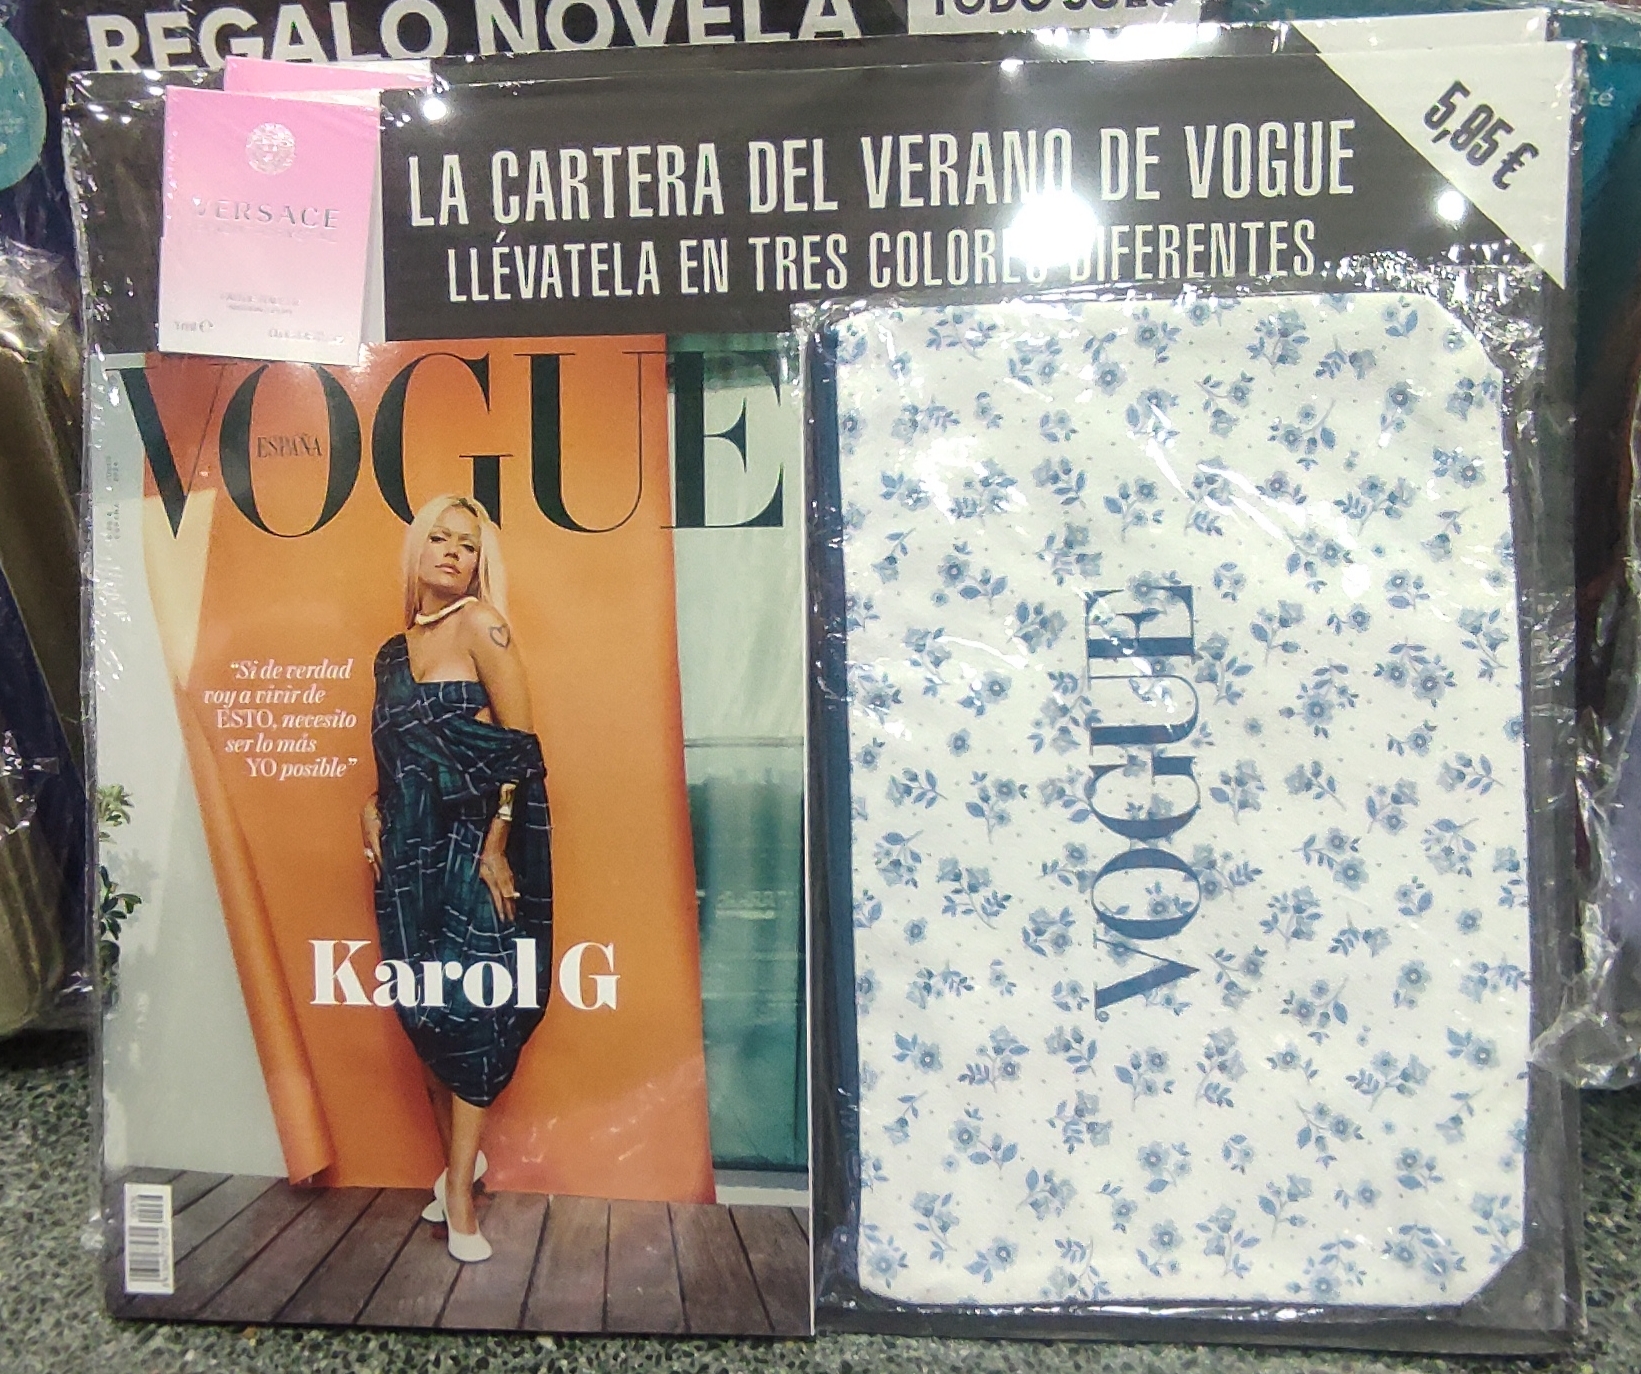 REGALO NOVELA
5,95 €
VERSACE
LA CARTERA DEL VERANO DE VOGUE
LLÉVATELA EN TRES COLORES DIFERENTES
VOGUE
ESPAÑA
“Si de verdad
voy a vivir de
ESTO, necesito
ser lo más
YO posible”
Karol G
VOGUE